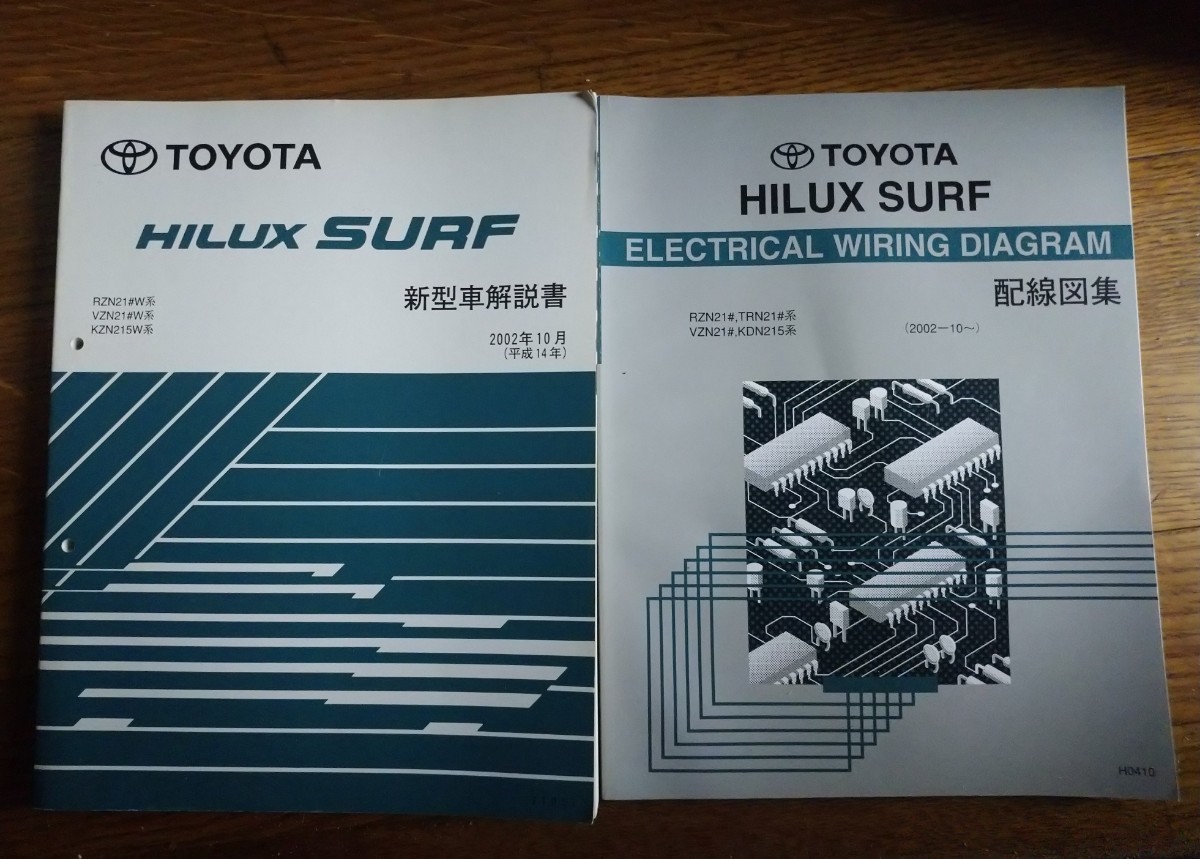 TOYOTA
HILUX SURF
新型車解説書
RZN21#W系
VZN21#W系
KZN215W系
2002年10月
(平成14年)
TOYOTA
HILUX SURF
ELECTRICAL WIRING DIAGRAM
配線図集
RZN21#,TRN21#系
VZN21#,KDN215系
(2002－10～)
H0410